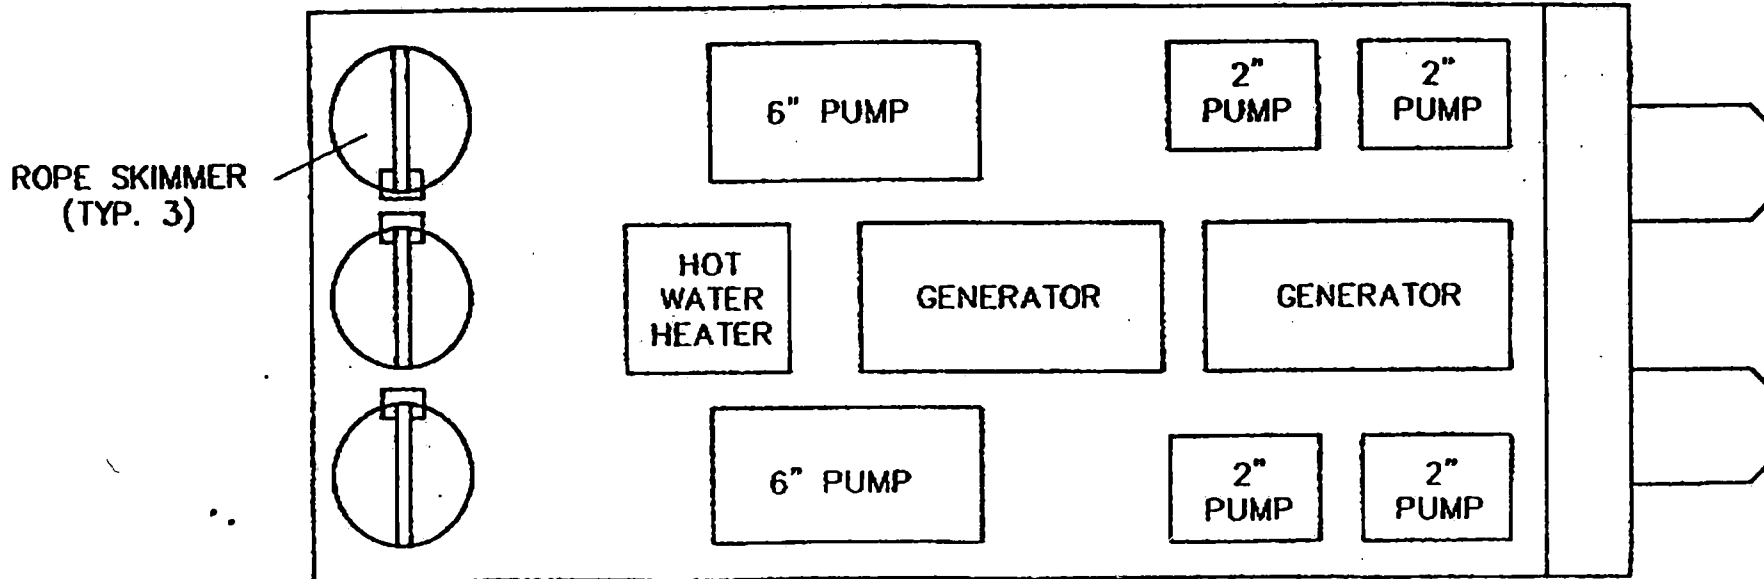 6" PUMP
2"
PUMP
2"
PUMP
ROPE SKIMMER
(TYP. 3)
HOT
WATER
HEATER
GENERATOR
GENERATOR
6" PUMP
2"
PUMP
2"
PUMP